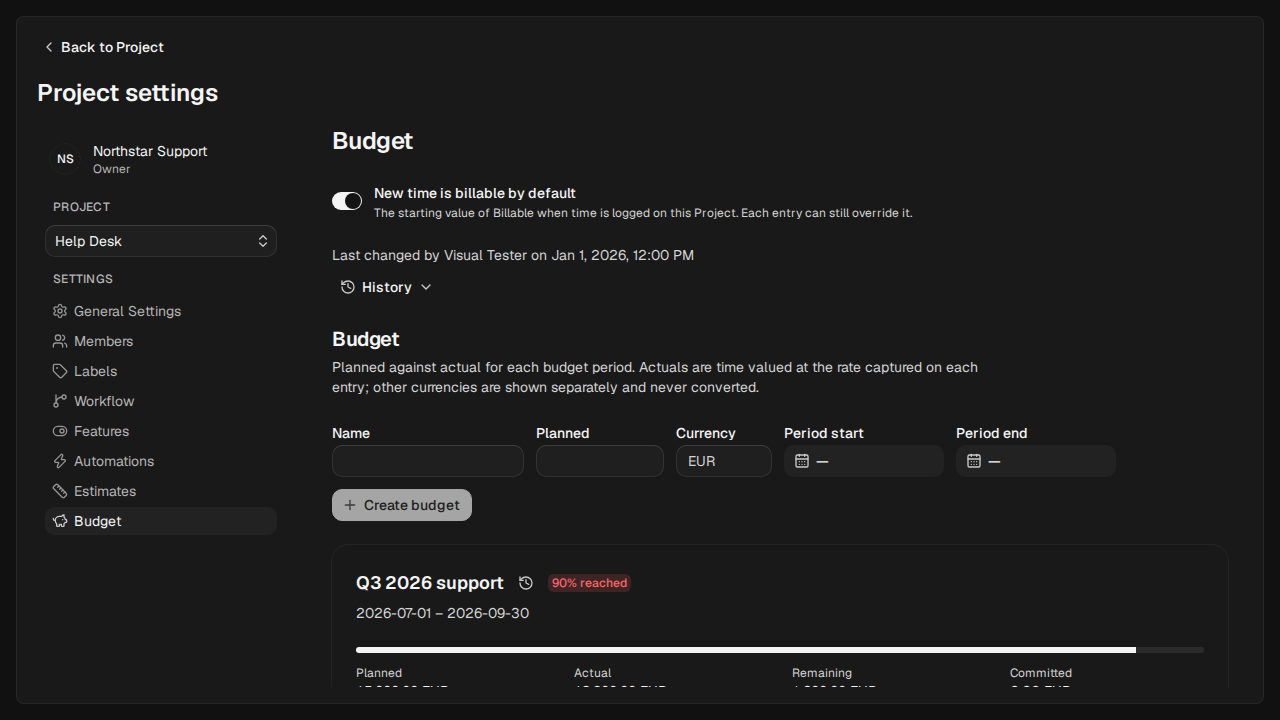 Back to Project
Project settings
NS
Northstar Support
Owner
PROJECT
Help Desk
SETTINGS
General Settings
Members
Labels
Workflow
Features
Automations
Estimates
Budget
Budget
New time is billable by default
The starting value of Billable when time is logged on this Project. Each entry can still override it.
Last changed by Visual Tester on Jan 1, 2026, 12:00 PM
History
Budget
Planned against actual for each budget period. Actuals are time valued at the rate captured on each
entry; other currencies are shown separately and never converted.
Name Planned Currency Period start Period end
EUR — —
Create budget
Q3 2026 support 90% reached
2026-07-01 – 2026-09-30
Planned Actual Remaining Committed